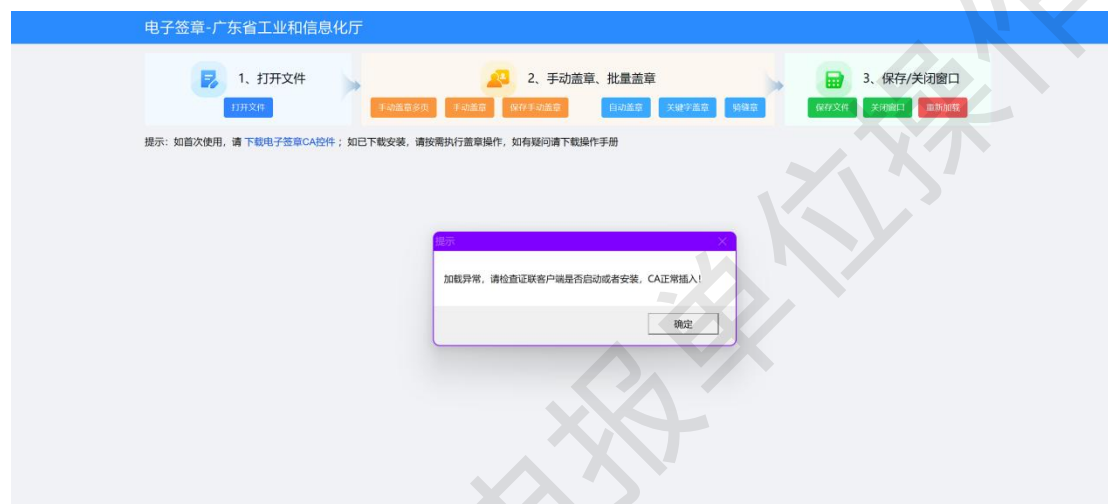 电子签章-广东省工业和信息化厅
1、打开文件
2、手动盖章、批量盖章
3、保存/关闭窗口
打开文件
手动盖章多页
手动盖章
保存手动盖章
自动盖章
关键字盖章
骑缝章
保存文件
关闭窗口
重新加载
提示：如首次使用，请 下载电子签章CA控件 ；如已下载安装，请按需执行盖章操作，如有疑问请下载操作手册
提示
加载异常，请检查证联客户端是否启动或者安装，CA正常插入！
确定
申报单位操作